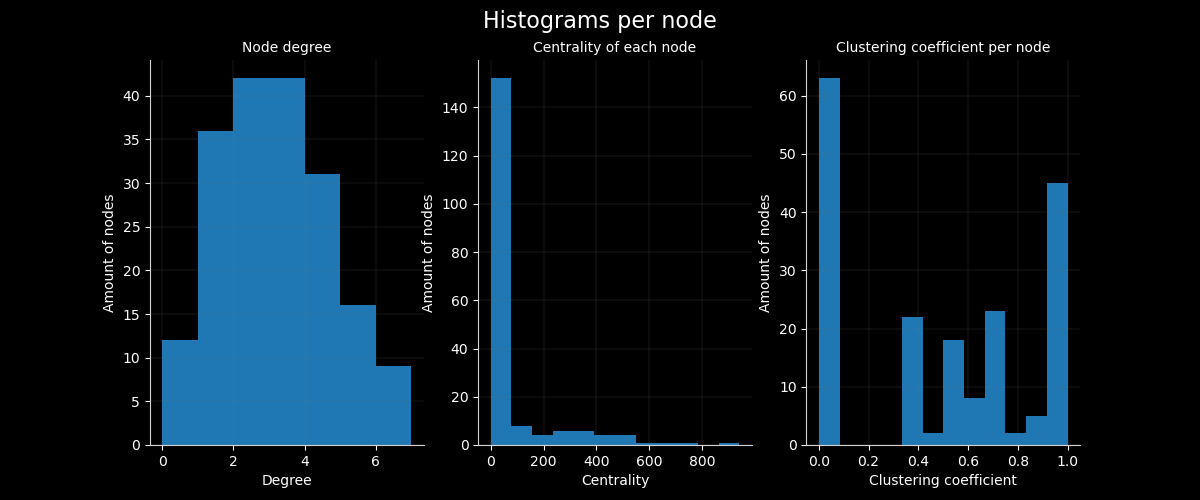 Histograms per node
Node degree
Amount of nodes
0
5
10
15
20
25
30
35
40
0 2 4 6
Degree
Centrality of each node
Amount of nodes
0
20
40
60
80
100
120
140
0 200 400 600 800
Centrality
Clustering coefficient per node
Amount of nodes
0
10
20
30
40
50
60
0.0 0.2 0.4 0.6 0.8 1.0
Clustering coefficient